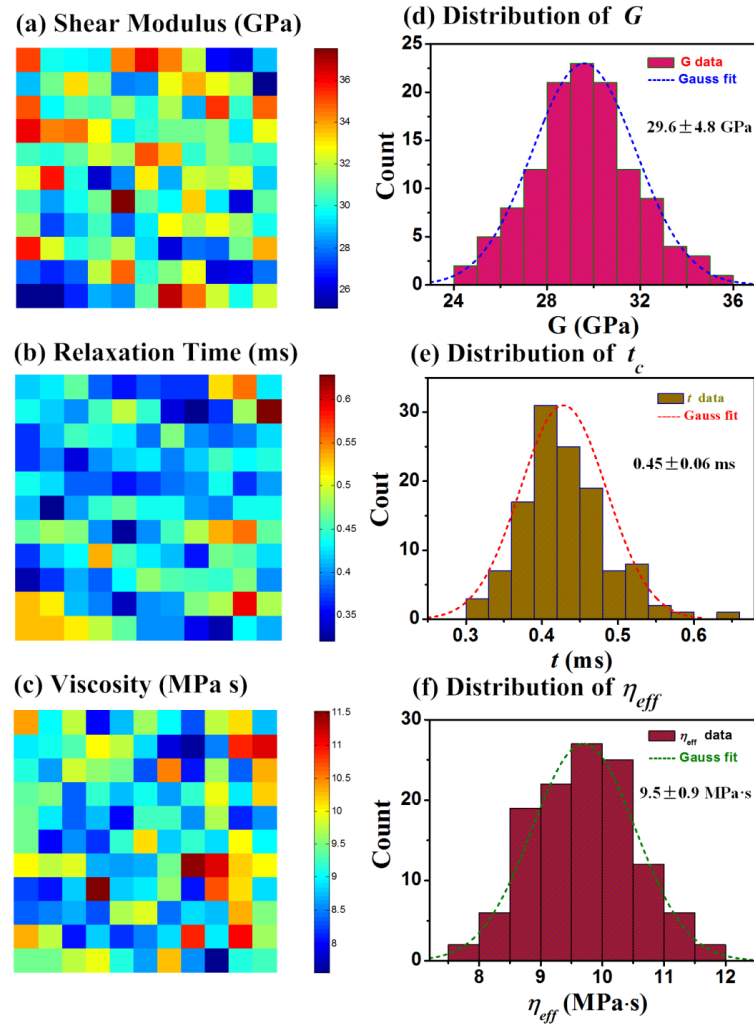 (a) Shear Modulus (GPa)
36
34
32
30
28
26
(d) Distribution of G
25
20
15
10
5
0
Count
G data
Gauss fit
29.6±4.8 GPa
24 28 32 36
G (GPa)
(b) Relaxation Time (ms)
0.6
0.55
0.5
0.45
0.4
0.35
(e) Distribution of t_c
30
20
10
0
Cout
t data
Gauss fit
0.45±0.06 ms
0.3 0.4 0.5 0.6
t (ms)
(c) Viscosity (MPa s)
11.5
11
10.5
10
9.5
9
8.5
8
(f) Distribution of η_eff
30
20
10
0
Count
η_eff data
Gauss fit
9.5±0.9 MPa·s
8 9 10 11 12
η_eff (MPa·s)